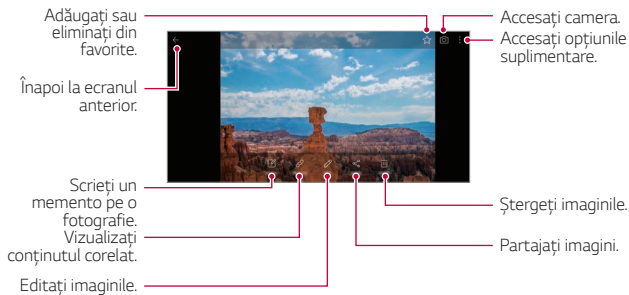 Adăugați sau
eliminați din
favorite.
Înapoi la ecranul
anterior.
Scrieți un
memento pe o
fotografie.
Vizualizați
conținutul corelat.
Editați imaginile.
Accesați camera.
Accesați opțiunile
suplimentare.
Ștergeți imaginile.
Partajați imagini.